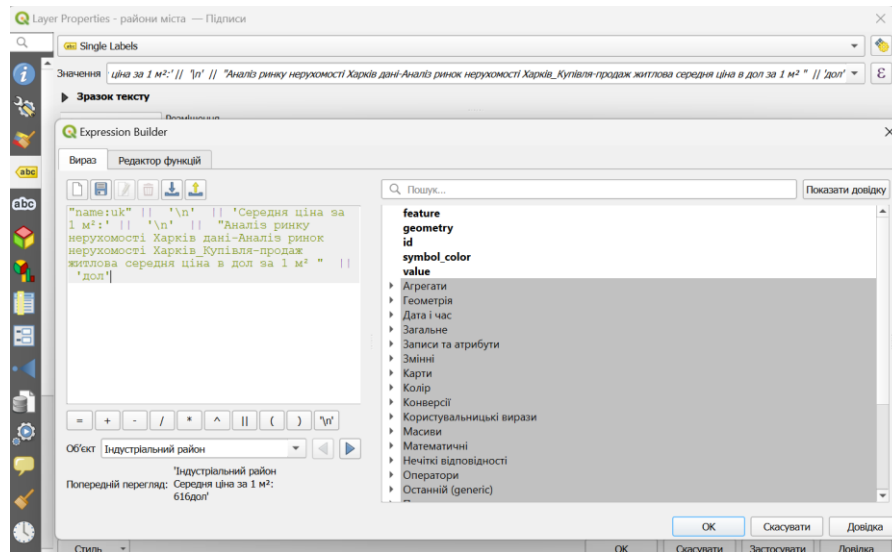 Layer Properties - райони міста — Підписи
Single Labels
Значення ціна за 1 м²:' || '\n' || "Аналіз ринку нерухомості Харків дані-Аналіз ринок нерухомості Харків_Купівля-продаж житлова середня ціна в дол за 1 м² " || 'дол'
Зразок тексту
Expression Builder
Вираз Редактор функцій
Пошук...
Показати довідку
"name:uk" || '\n' || 'Середня ціна за
1 м²:' || '\n' || "Аналіз ринку
нерухомості Харків дані-Аналіз ринок
нерухомості Харків_Купівля-продаж
житлова середня ціна в дол за 1 м² " ||
'дол'
feature
geometry
id
symbol_color
value
Агрегати
Геометрія
Дата і час
Загальне
Записи та атрибути
Змінні
Карти
Колір
Конверсії
Користувальницькі вирази
Масиви
Математичні
Нечіткі відповідності
Оператори
Останній (generic)
= + - / * ^ || ( ) '\n'
Об'єкт Індустріальний район
Попередній перегляд:
'Індустріальний район
Середня ціна за 1 м²:
616дол'
OK Скасувати Довідка
Стиль OK Скасувати Застосувати Довідка